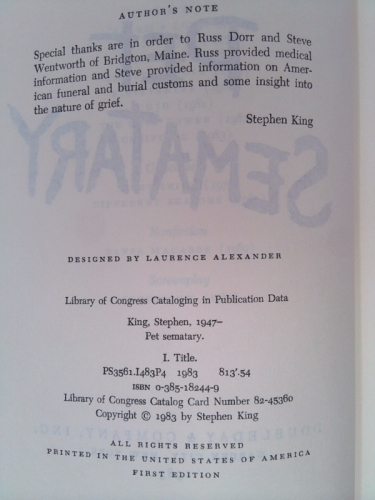 AUTHOR'S NOTE
Special thanks are in order to Russ Dorr and Steve
Wentworth of Bridgton, Maine. Russ provided medical
information and Steve provided information on Amer-
ican funeral and burial customs and some insight into
the nature of grief.
Stephen King
SEMATARY
DESIGNED BY LAURENCE ALEXANDER
Library of Congress Cataloging in Publication Data
King, Stephen, 1947–
Pet sematary.
I. Title.
PS3561.I483P4 1983 813'.54
ISBN 0-385-18244-9
Library of Congress Catalog Card Number 82-45360
Copyright © 1983 by Stephen King
ALL RIGHTS RESERVED
PRINTED IN THE UNITED STATES OF AMERICA
FIRST EDITION